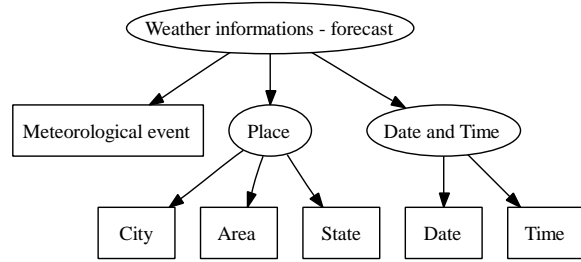 Weather informations - forecast
Meteorological event
Place
Date and Time
City
Area
State
Date
Time